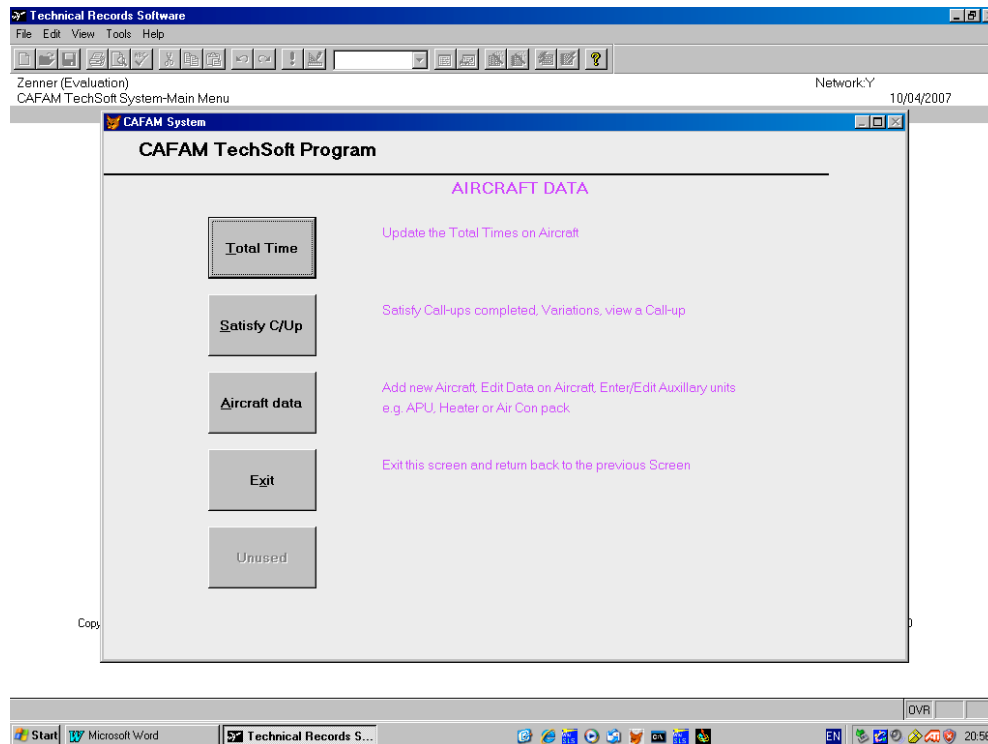 Technical Records Software
File Edit View Tools Help
Zenner (Evaluation)
Network:Y
CAFAM TechSoft System-Main Menu
10/04/2007
CAFAM System
CAFAM TechSoft Program
AIRCRAFT DATA
Total Time
Update the Total Times on Aircraft
Satisfy C/Up
Satisfy Call-ups completed, Variations, view a Call-up
Aircraft data
Add new Aircraft, Edit Data on Aircraft, Enter/Edit Auxillary units
e.g. APU, Heater or Air Con pack
Exit
Exit this screen and return back to the previous Screen
Unused
Copy
OVR
Start
Microsoft Word
Technical Records S...
EN
20:56